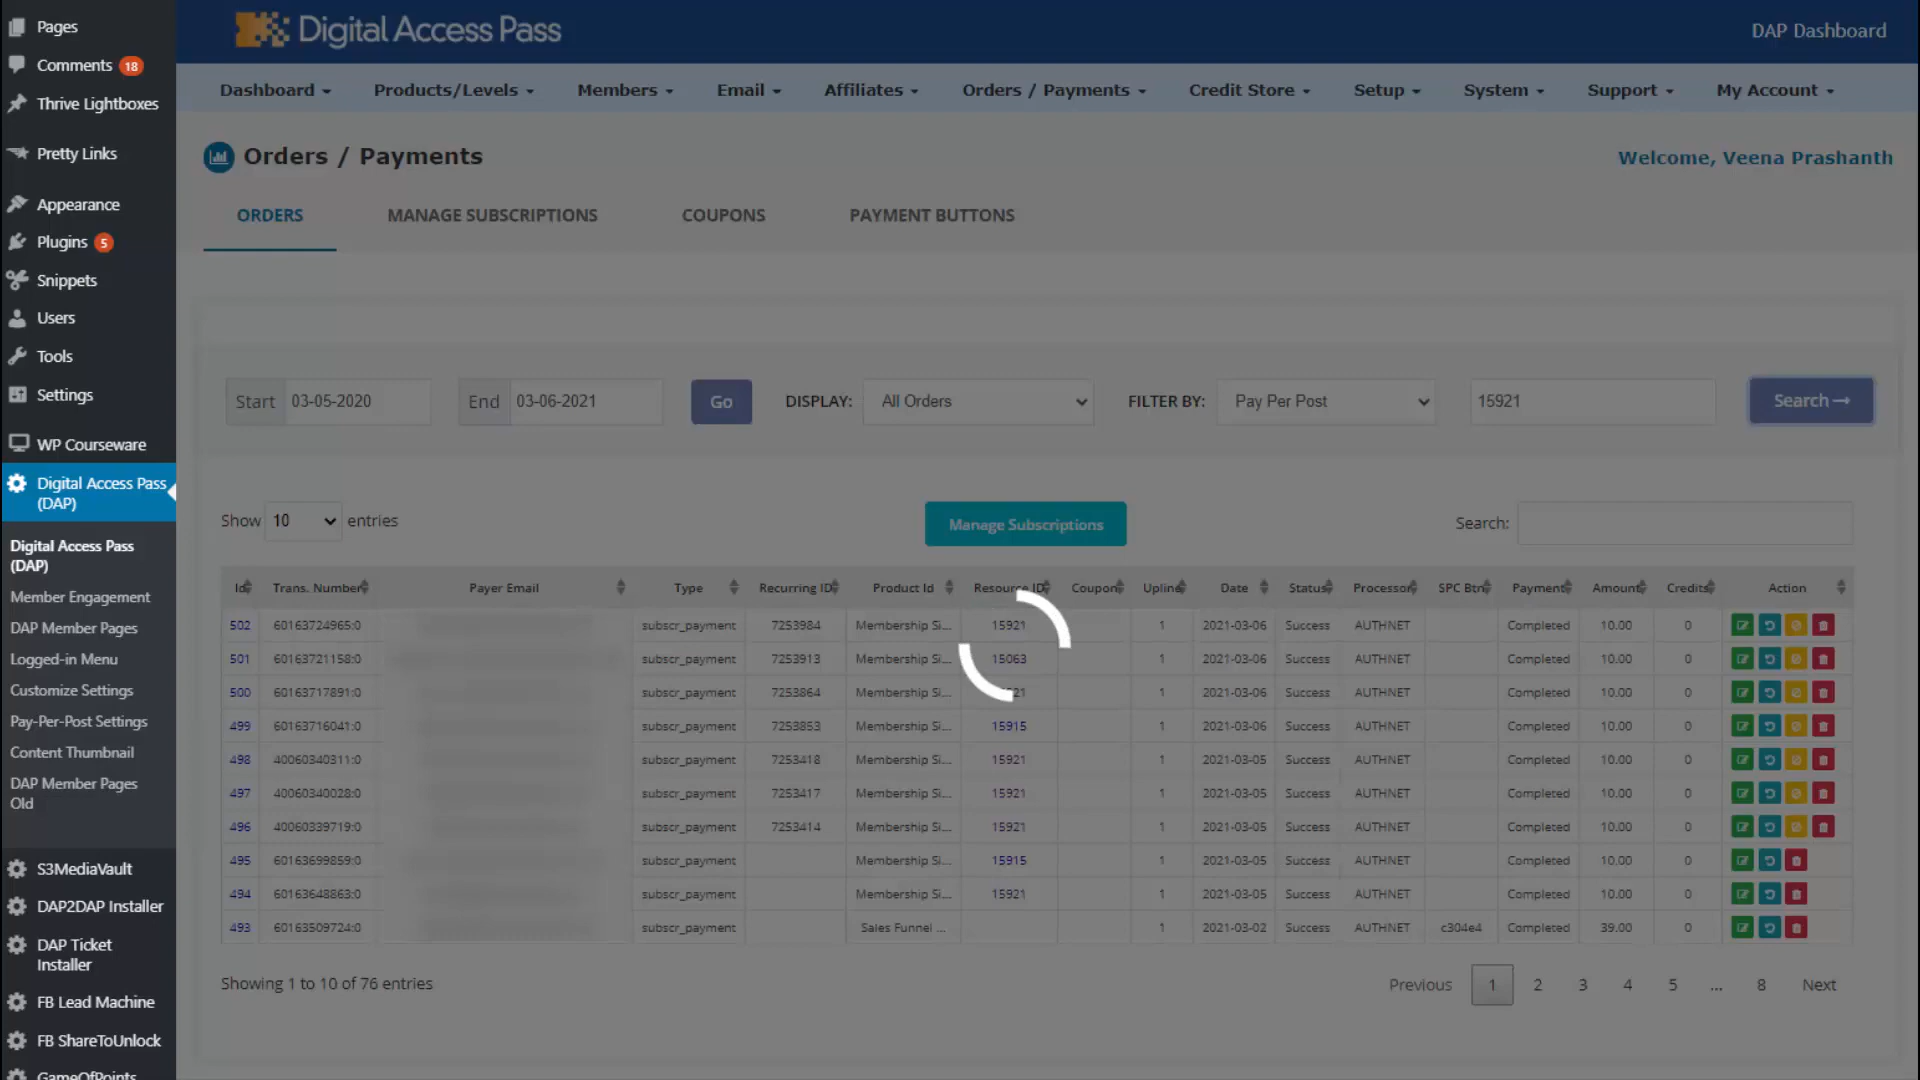 Pages
Comments 18
Thrive Lightboxes
Pretty Links
Appearance
Plugins 5
Snippets
Users
Tools
Settings
WP Courseware
Digital Access Pass
(DAP)
Digital Access Pass
(DAP)
Member Engagement
DAP Member Pages
Logged-in Menu
Customize Settings
Pay-Per-Post Settings
Content Thumbnail
DAP Member Pages
Old
S3MediaVault
DAP2DAP Installer
DAP Ticket
Installer
FB Lead Machine
FB ShareToUnlock
GameOfPoints
Digital Access Pass
DAP Dashboard
Dashboard Products/Levels Members Email Affiliates Orders / Payments Credit Store Setup System Support My Account
Orders / Payments
Welcome, Veena Prashanth
ORDERS MANAGE SUBSCRIPTIONS COUPONS PAYMENT BUTTONS
Start 03-05-2020 End 03-06-2021 Go DISPLAY: All Orders FILTER BY: Pay Per Post 15921 Search→
Show 10 entries Manage Subscriptions Search:
Id Trans. Number Payer Email Type Recurring ID Product Id Resource ID Coupon Upline Date Status Processor SPC Btn Payment Amount Credits Action
502 60163724965:0 subscr_payment 7253984 Membership Si... 15921 1 2021-03-06 Success AUTHNET Completed 10.00 0
501 60163721158:0 subscr_payment 7253913 Membership Si... 15063 1 2021-03-06 Success AUTHNET Completed 10.00 0
500 60163717891:0 subscr_payment 7253864 Membership Si... 1 2021-03-06 Success AUTHNET Completed 10.00 0
499 60163716041:0 subscr_payment 7253853 Membership Si... 15915 1 2021-03-06 Success AUTHNET Completed 10.00 0
498 40060340311:0 subscr_payment 7253418 Membership Si... 15921 1 2021-03-05 Success AUTHNET Completed 10.00 0
497 40060340028:0 subscr_payment 7253417 Membership Si... 15921 1 2021-03-05 Success AUTHNET Completed 10.00 0
496 40060339719:0 subscr_payment 7253414 Membership Si... 15921 1 2021-03-05 Success AUTHNET Completed 10.00 0
495 60163699859:0 subscr_payment Membership Si... 15915 1 2021-03-05 Success AUTHNET Completed 10.00 0
494 60163648863:0 subscr_payment Membership Si... 15921 1 2021-03-05 Success AUTHNET Completed 10.00 0
493 60163509724:0 subscr_payment Sales Funnel ... 1 2021-03-02 Success AUTHNET c304e4 Completed 39.00 0
Showing 1 to 10 of 76 entries
Previous 1 2 3 4 5 ... 8 Next